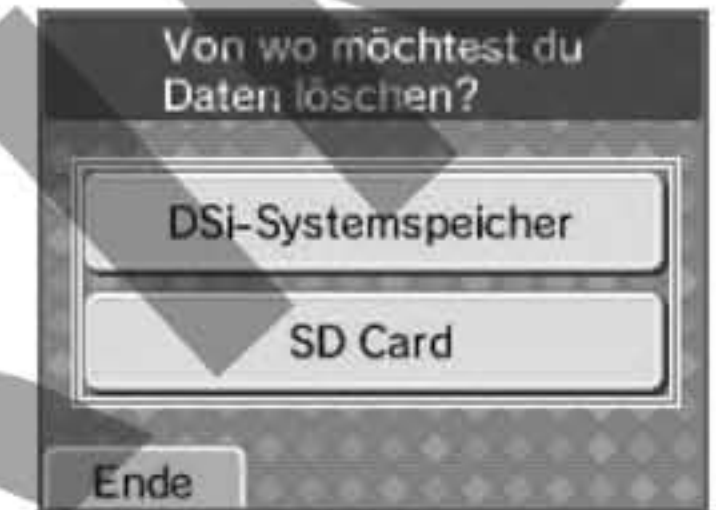 Von wo möchtest du
Daten löschen?
DSi-Systemspeicher
SD Card
Ende